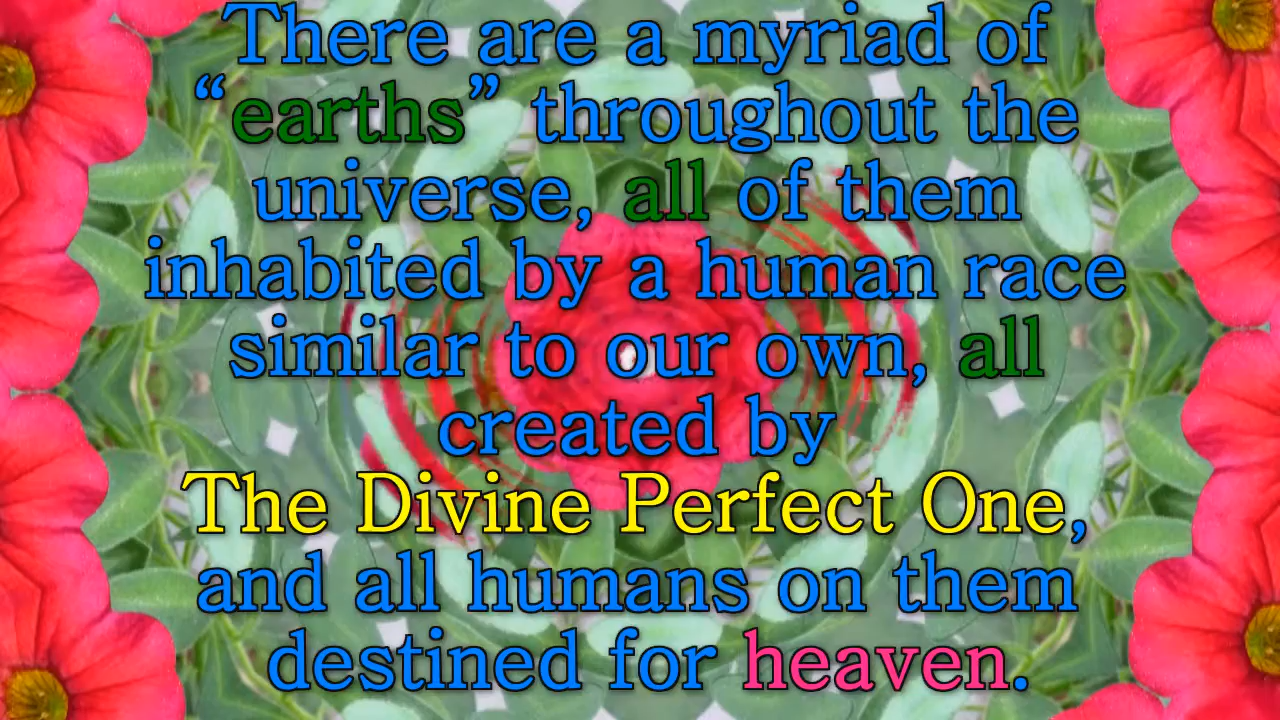 There are a myriad of
“earths” throughout the
universe, all of them
inhabited by a human race
similar to our own, all
created by
The Divine Perfect One,
and all humans on them
destined for heaven.